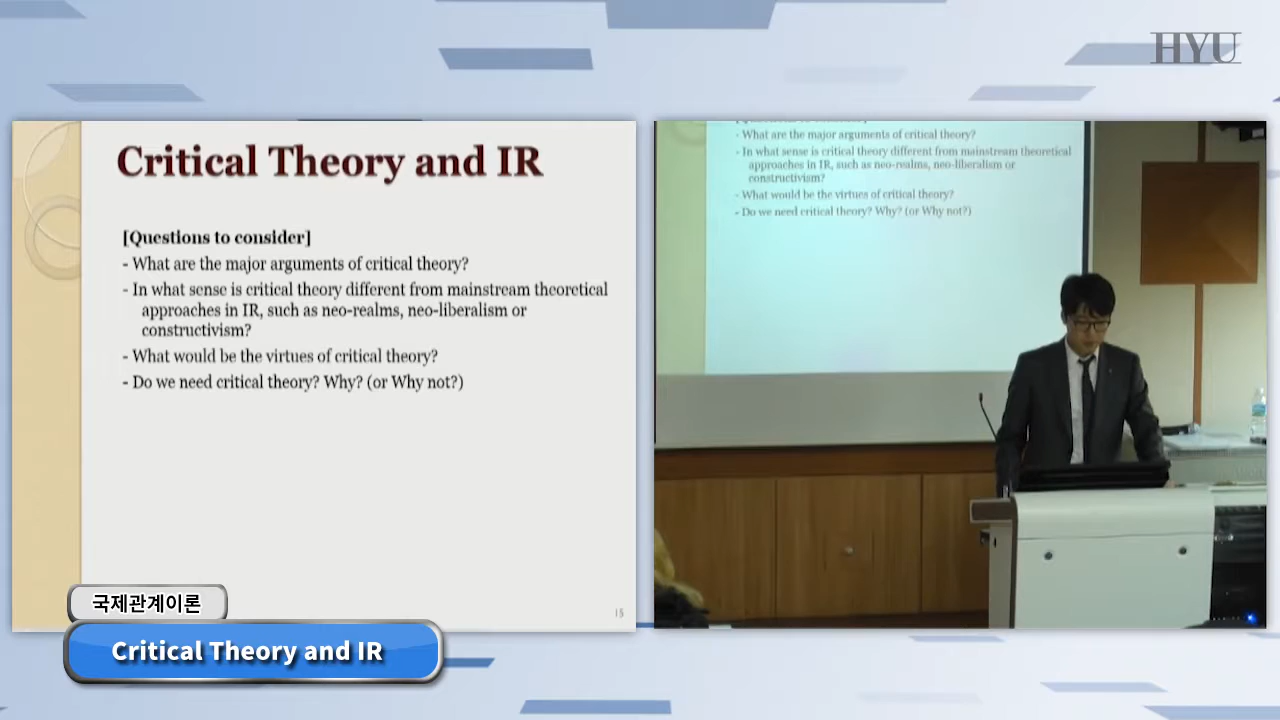 HYU
Critical Theory and IR
[Questions to consider]
- What are the major arguments of critical theory?
- In what sense is critical theory different from mainstream theoretical
approaches in IR, such as neo-realms, neo-liberalism or
constructivism?
- What would be the virtues of critical theory?
- Do we need critical theory? Why? (or Why not?)
15
- What are the major arguments of critical theory?
- In what sense is critical theory different from mainstream theoretical
approaches in IR, such as neo-realms, neo-liberalism or
constructivism?
- What would be the virtues of critical theory?
- Do we need critical theory? Why? (or Why not?)
국제관계이론
Critical Theory and IR